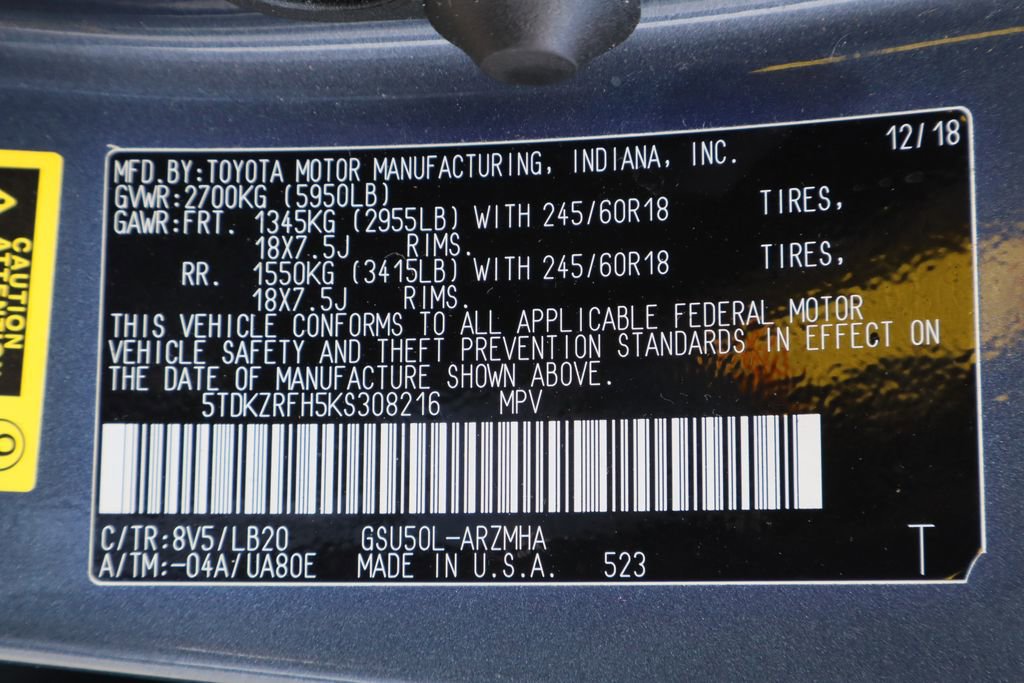 12/18
MFD.BY:TOYOTA MOTOR MANUFACTURING, INDIANA, INC.
GVWR:2700KG (5950LB)
GAWR:FRT. 1345KG (2955LB) WITH 245/60R18 TIRES,
18X7.5J RIMS.
RR. 1550KG (3415LB) WITH 245/60R18 TIRES,
18X7.5J RIMS.
THIS VEHICLE CONFORMS TO ALL APPLICABLE FEDERAL MOTOR
VEHICLE SAFETY AND THEFT PREVENTION STANDARDS IN EFFECT ON
THE DATE OF MANUFACTURE SHOWN ABOVE.
5TDKZRFH5KS308216 MPV
C/TR:8V5/LB20 GSU50L-ARZMHA
A/TM:-04A/UA80E MADE IN U.S.A. 523
T
CAUTION